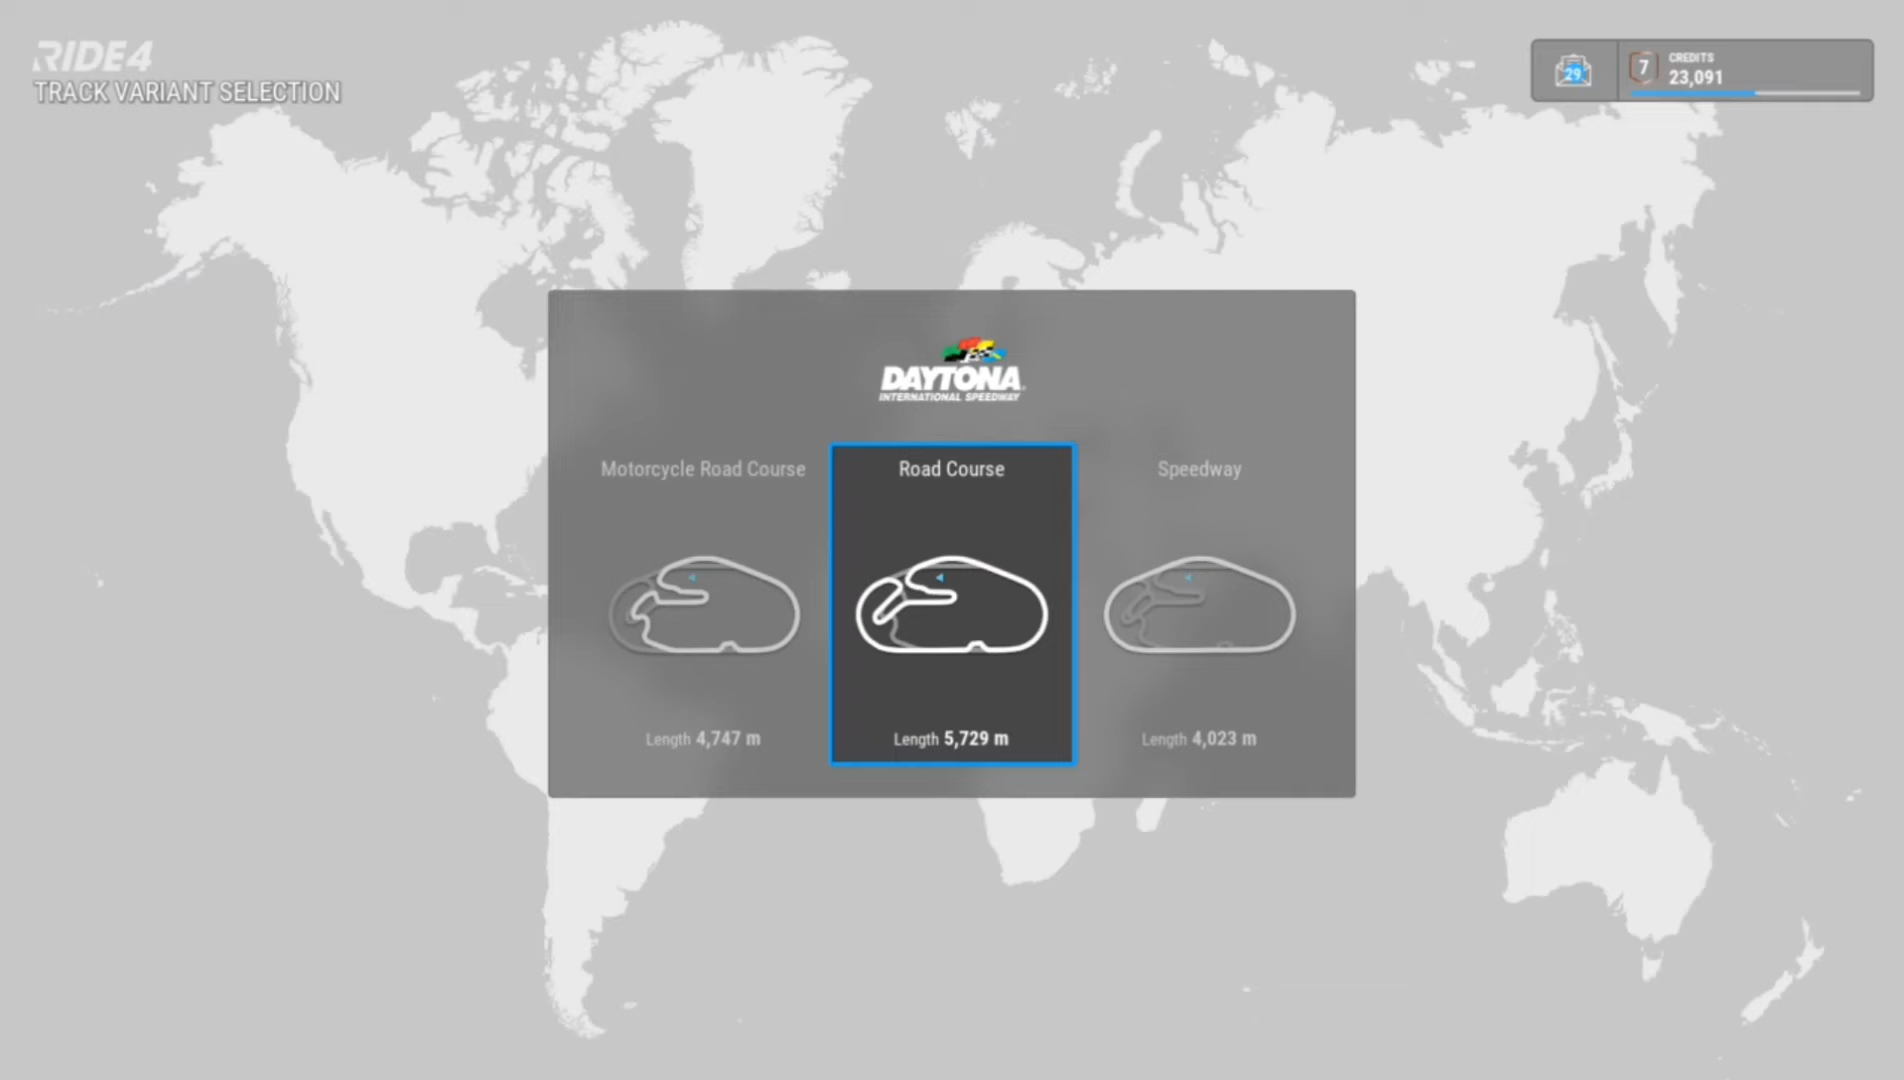 RIDE4
TRACK VARIANT SELECTION
29
7
CREDITS
23,091
DAYTONA
INTERNATIONAL SPEEDWAY
Motorcycle Road Course
Road Course
Speedway
Length 4,747 m
Length 5,729 m
Length 4,023 m